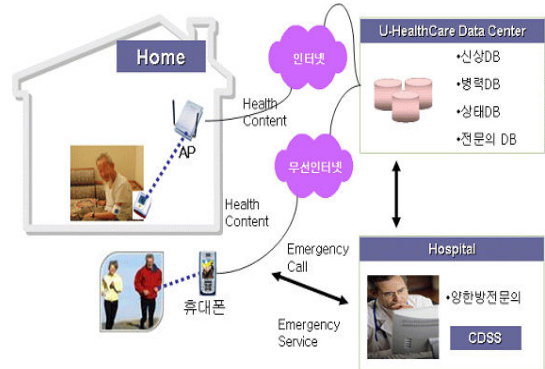 Home
인터넷
U-HealthCare Data Center
•신상DB
•병력DB
•상태DB
•전문의 DB
Health
Content
AP
무선인터넷
Health
Content
휴대폰
Emergency
Call
Emergency
Service
Hospital
•양한방전문의
CDSS